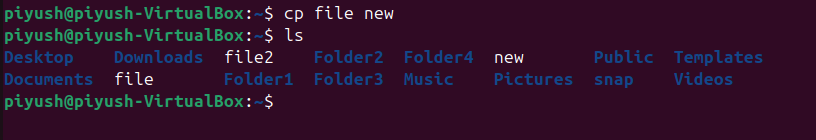 piyush@piyush-VirtualBox:~$ cp file new
piyush@piyush-VirtualBox:~$ ls
Desktop    Downloads  file2    Folder2  Folder4  new       Public  Templates
Documents  file       Folder1  Folder3  Music    Pictures  snap    Videos
piyush@piyush-VirtualBox:~$